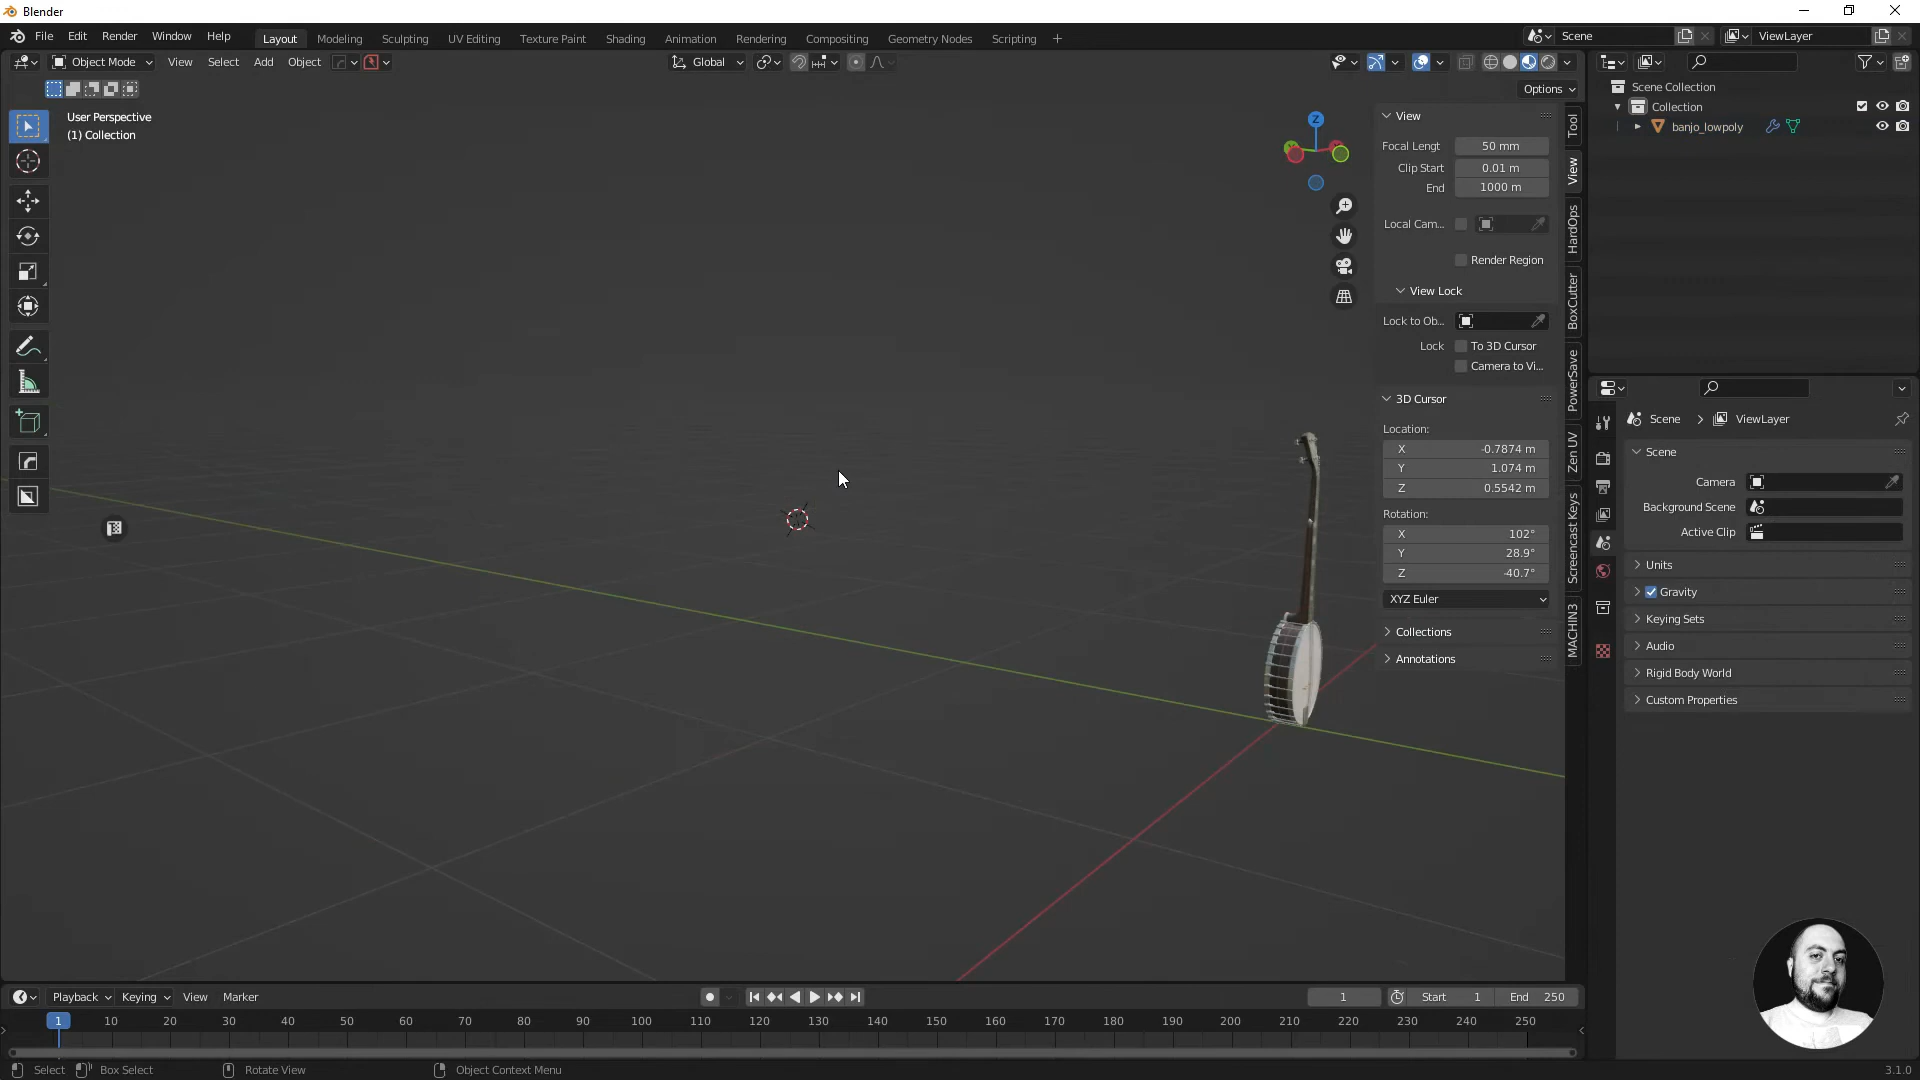 Blender
File Edit Render Window Help
Layout Modeling Sculpting UV Editing Texture Paint Shading Animation Rendering Compositing Geometry Nodes Scripting +
Scene
ViewLayer
Object Mode View Select Add Object
Global
Options
User Perspective
(1) Collection
Z
View
Focal Lengt 50 mm
Clip Start 0.01 m
End 1000 m
Local Cam...
Render Region
View Lock
Lock to Ob...
Lock To 3D Cursor
Camera to Vi...
3D Cursor
Location:
X -0.7874 m
Y 1.074 m
Z 0.5542 m
Rotation:
X 102°
Y 28.9°
Z -40.7°
XYZ Euler
Collections
Annotations
Tool
View
HardOps
BoxCutter
PowerSave
Zen UV
Screencast Keys
MACHIN3
Scene Collection
Collection
banjo_lowpoly
Scene > ViewLayer
Scene
Camera
Background Scene
Active Clip
Units
Gravity
Keying Sets
Audio
Rigid Body World
Custom Properties
Playback Keying View Marker
1
Start 1
End 250
1 10 20 30 40 50 60 70 80 90 100 110 120 130 140 150 160 170 180 190 200 210 220 230 240 250
Select Box Select Rotate View Object Context Menu
3.1.0